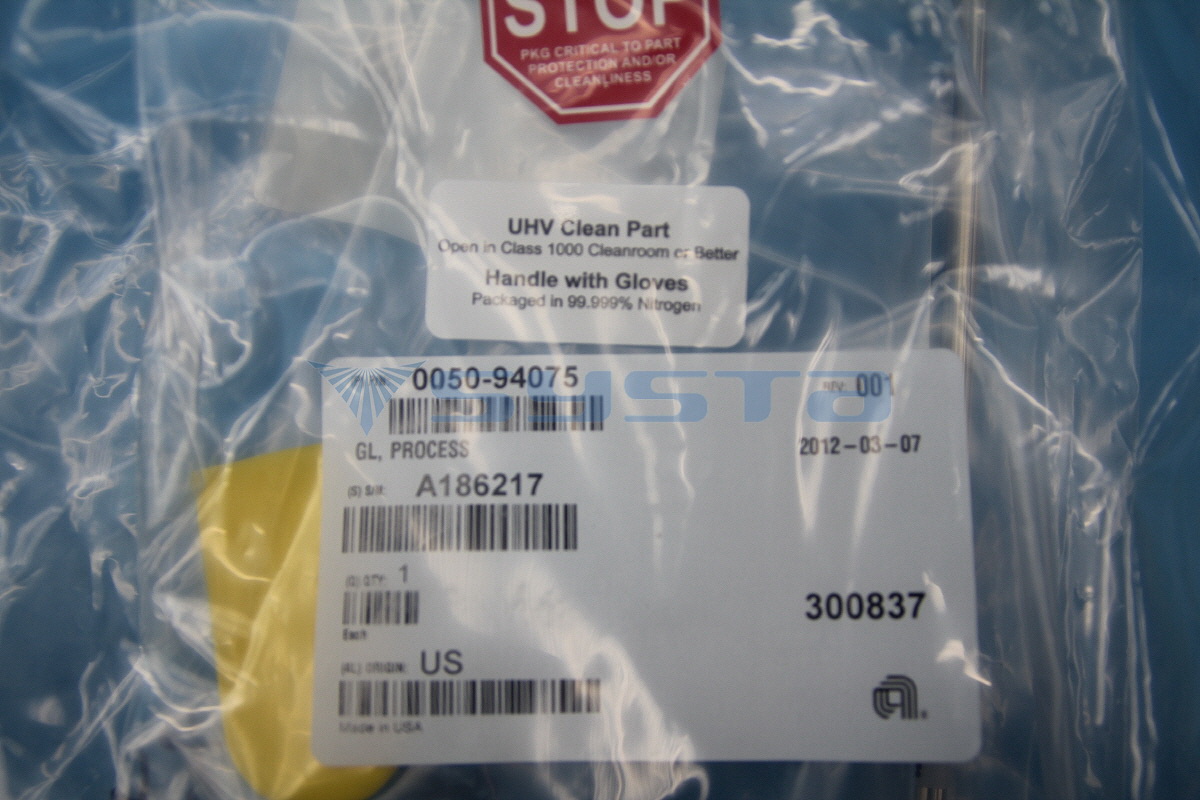 STOP
PKG CRITICAL TO PART
PROTECTION AND/OR
CLEANLINESS
UHV Clean Part
Open in Class 1000 Cleanroom or Better
Handle with Gloves
Packaged in 99.999% Nitrogen
0050-94075
REV: 001
SYSTO
GL, PROCESS
2012-03-07
(S) S/N: A186217
(Q) QTY: 1
Each
300837
(4L) ORIGIN: US
Made in USA